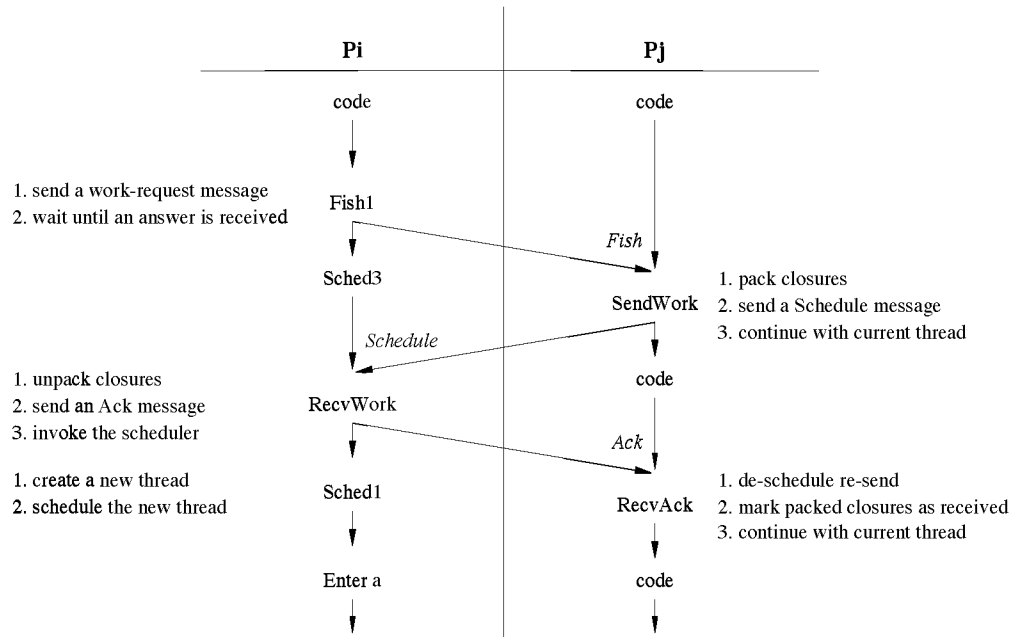 Pi Pj
code code
1. send a work-request message
2. wait until an answer is received
Fish1
Fish
Sched3
1. pack closures
2. send a Schedule message
3. continue with current thread
SendWork
Schedule
code
1. unpack closures
2. send an Ack message
3. invoke the scheduler
RecvWork
Ack
1. create a new thread
2. schedule the new thread
Sched1
1. de-schedule re-send
2. mark packed closures as received
3. continue with current thread
RecvAck
Enter a code